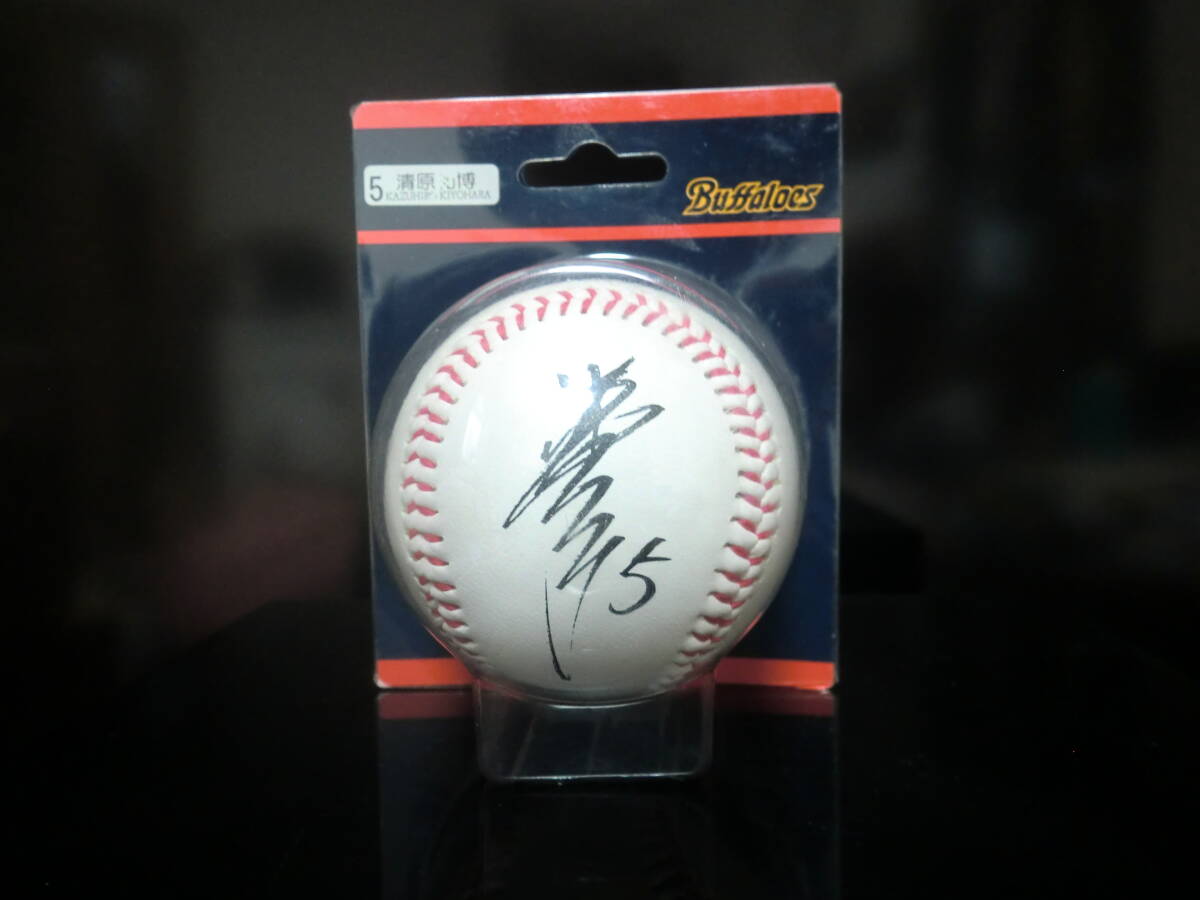 5 清原 和博
KAZUHIRO KIYOHARA
Buffaloes
5